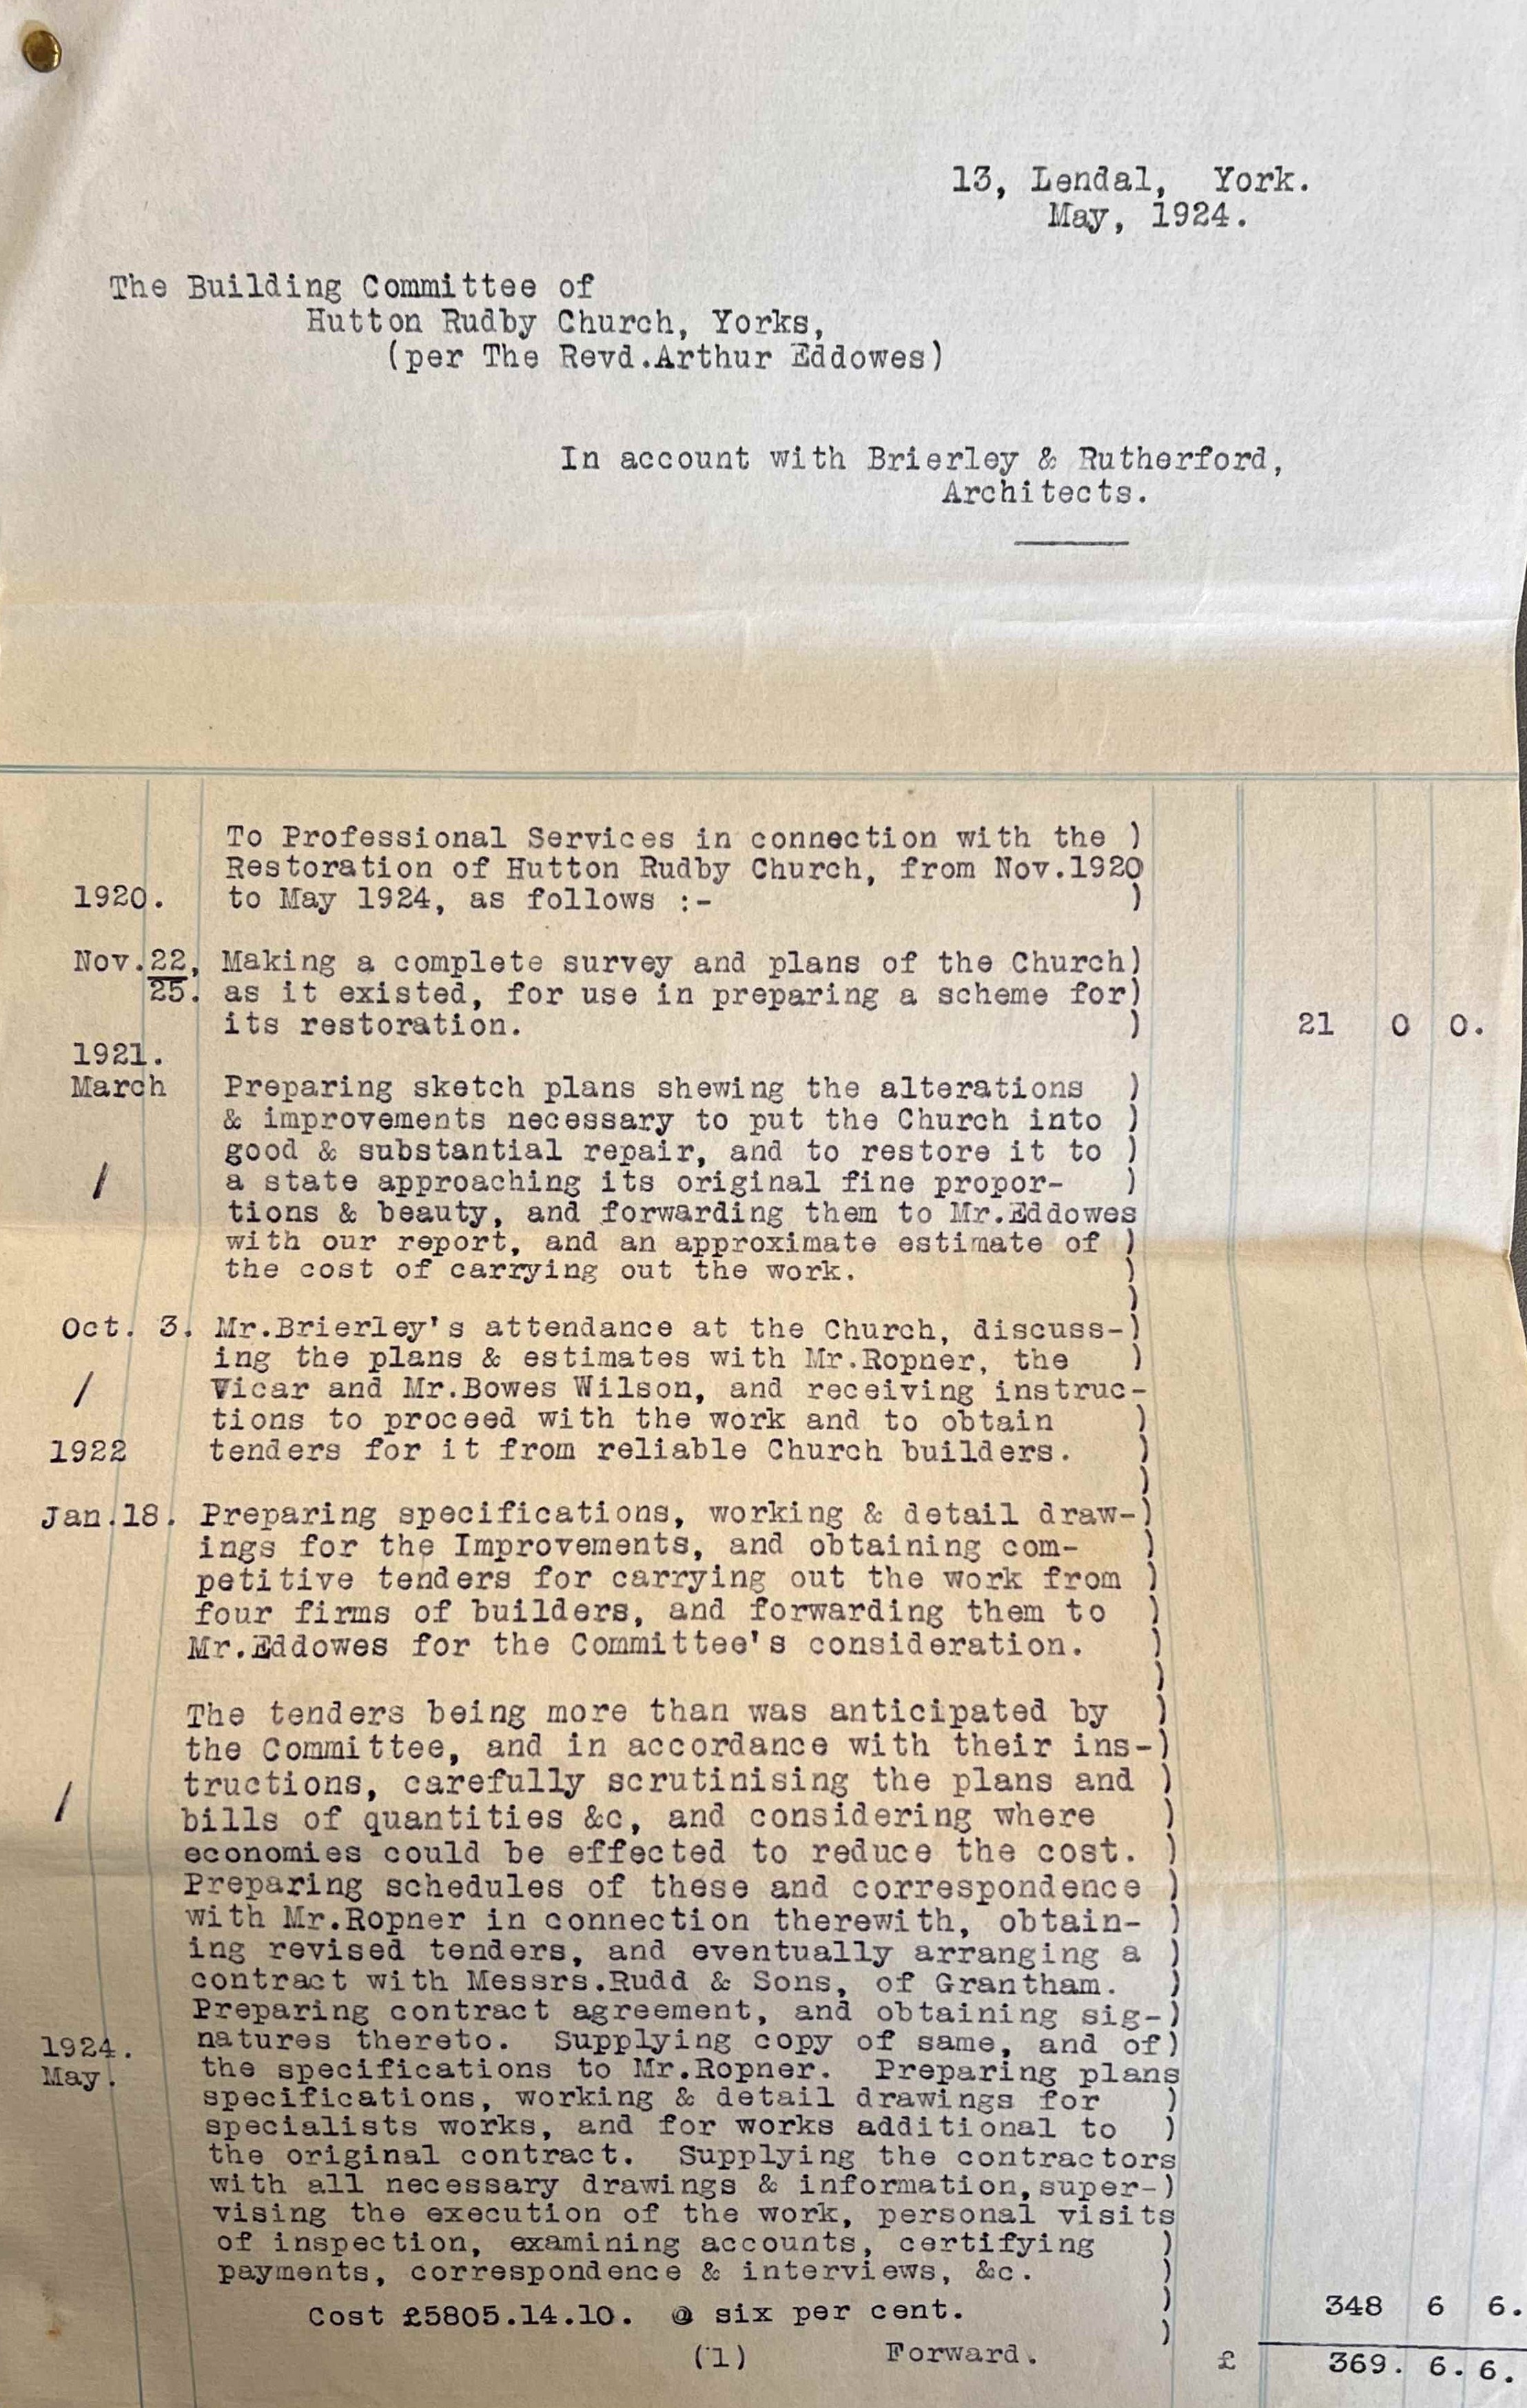 13, Lendal, York.
May, 1924.
The Building Committee of
Hutton Rudby Church, Yorks,
(per The Revd.Arthur Eddowes)
In account with Brierley & Rutherford,
Architects.
To Professional Services in connection with the )
Restoration of Hutton Rudby Church, from Nov.1920)
1920. to May 1924, as follows :- )
Nov.22, Making a complete survey and plans of the Church)
25. as it existed, for use in preparing a scheme for)
its restoration. ) 21 0 0.
1921.
March Preparing sketch plans shewing the alterations )
& improvements necessary to put the Church into )
good & substantial repair, and to restore it to )
/ a state approaching its original fine propor- )
tions & beauty, and forwarding them to Mr.Eddowes
with our report, and an approximate estimate of )
the cost of carrying out the work. )
)
Oct. 3. Mr.Brierley's attendance at the Church, discuss-)
ing the plans & estimates with Mr.Ropner, the )
/ Vicar and Mr.Bowes Wilson, and receiving instruc-
tions to proceed with the work and to obtain )
1922 tenders for it from reliable Church builders. )
)
Jan.18. Preparing specifications, working & detail draw-)
ings for the Improvements, and obtaining com- )
petitive tenders for carrying out the work from )
four firms of builders, and forwarding them to )
Mr.Eddowes for the Committee's consideration. )
)
The tenders being more than was anticipated by )
the Committee, and in accordance with their ins-)
tructions, carefully scrutinising the plans and )
/ bills of quantities &c, and considering where )
economies could be effected to reduce the cost. )
Preparing schedules of these and correspondence )
with Mr.Ropner in connection therewith, obtain- )
ing revised tenders, and eventually arranging a )
contract with Messrs.Rudd & Sons, of Grantham. )
Preparing contract agreement, and obtaining sig-)
1924. natures thereto. Supplying copy of same, and of)
May. the specifications to Mr.Ropner. Preparing plans
specifications, working & detail drawings for )
specialists works, and for works additional to )
the original contract. Supplying the contractors
with all necessary drawings & information,super-)
vising the execution of the work, personal visits
of inspection, examining accounts, certifying )
payments, correspondence & interviews, &c. )
Cost £5805.14.10. @ six per cent. ) 348 6 6.
(1) Forward. ) £ 369. 6. 6.